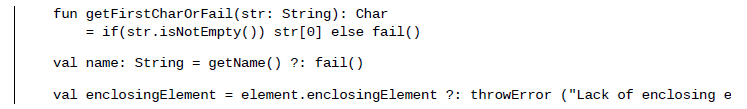 fun getFirstCharOrFail(str: String): Char
= if(str.isNotEmpty()) str[0] else fail()
val name: String = getName() ?: fail()
val enclosingElement = element.enclosingElement ?: throwError ("Lack of enclosing e